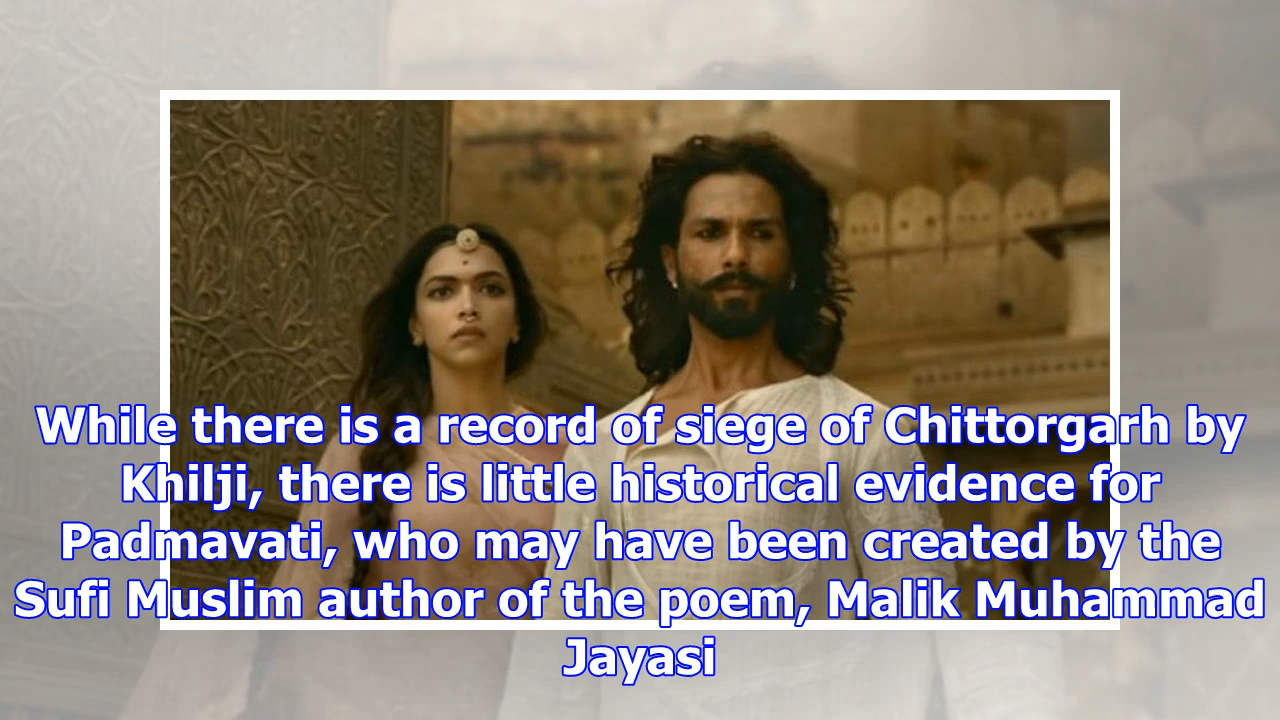 While there is a record of siege of Chittorgarh by
Khilji, there is little historical evidence for
Padmavati, who may have been created by the
Sufi Muslim author of the poem, Malik Muhammad
Jayasi